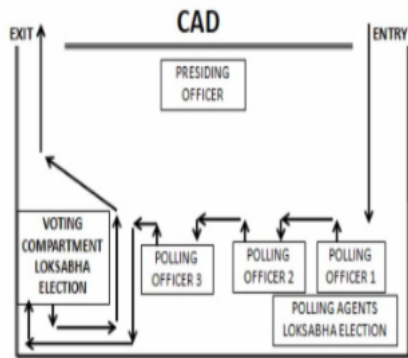 CAD
EXIT
ENTRY
PRESIDING
OFFICER
VOTING
COMPARTMENT
LOKSABHA
ELECTION
POLLING
OFFICER 3
POLLING
OFFICER 2
POLLING
OFFICER 1
POLLING AGENTS
LOKSABHA ELECTION